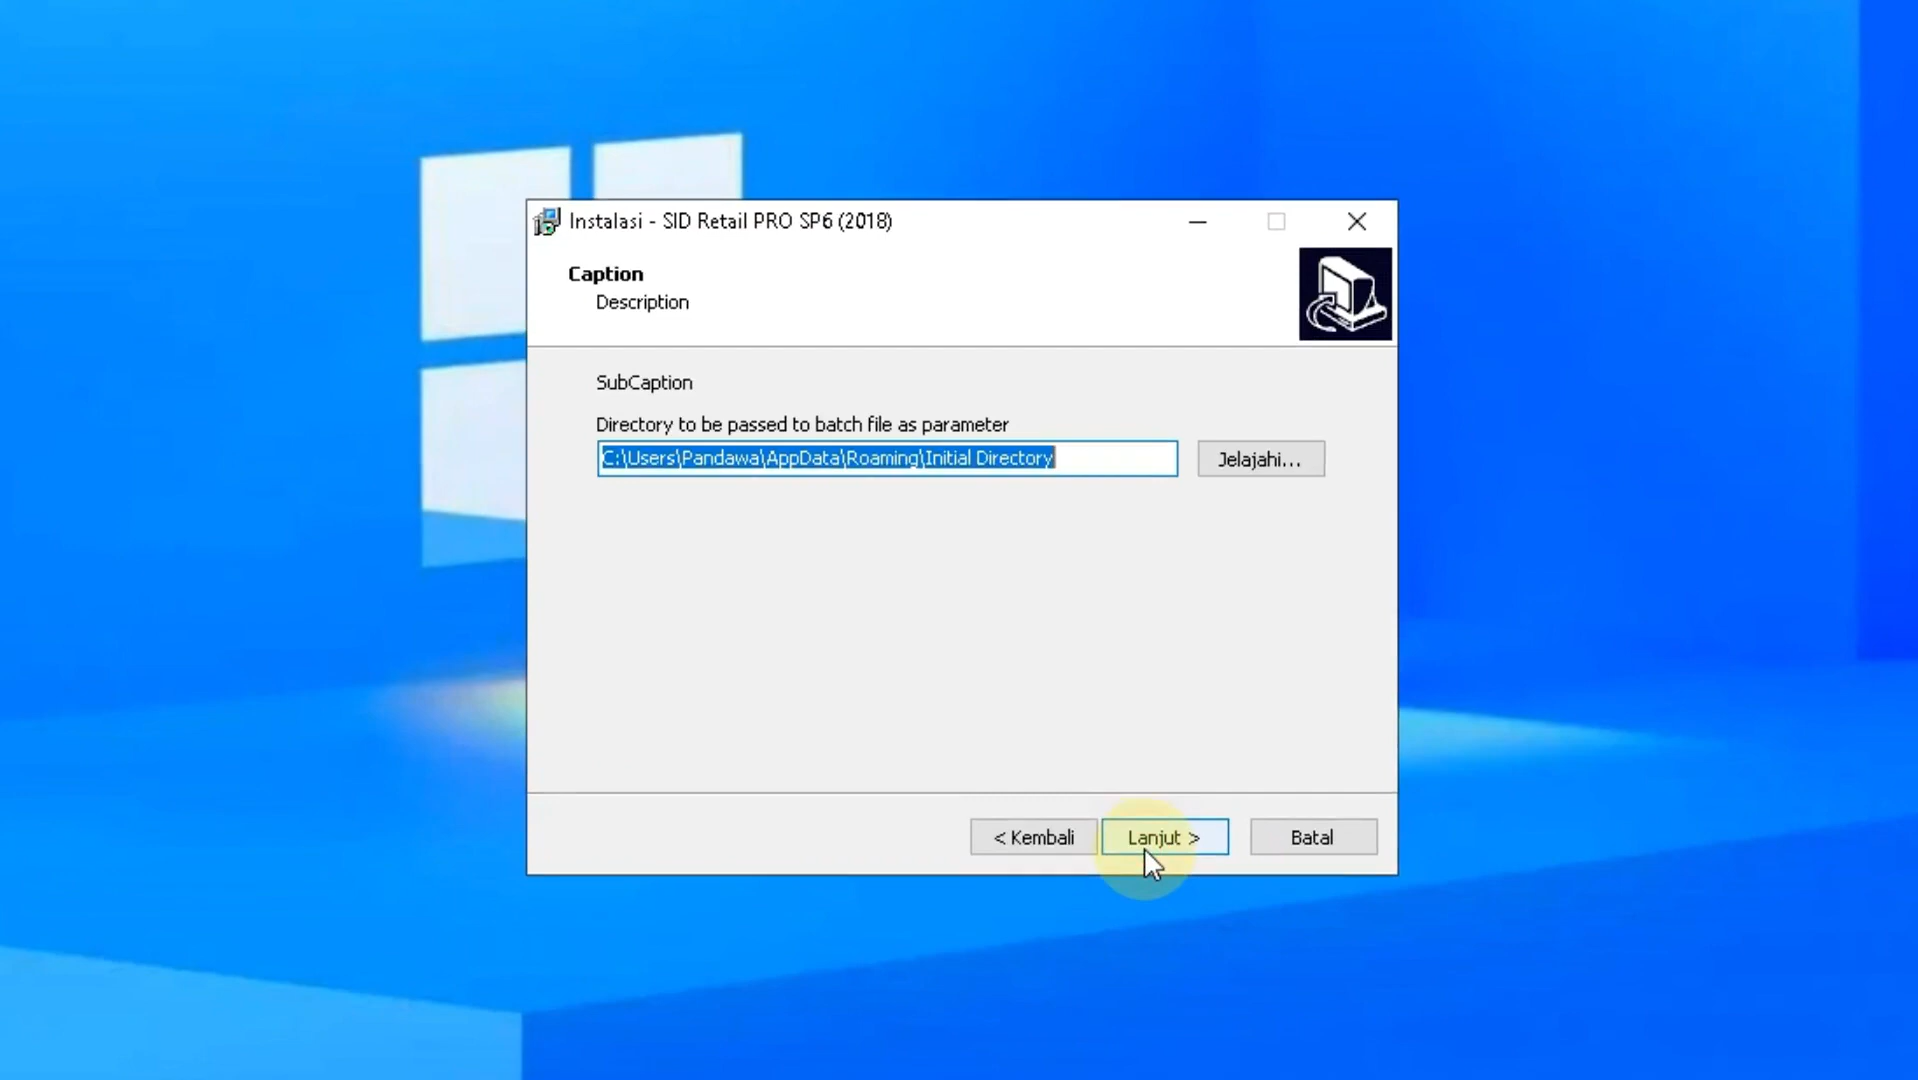 Instalasi - SID Retail PRO SP6 (2018)
Caption
Description
SubCaption
Directory to be passed to batch file as parameter
C:\Users\Pandawa\AppData\Roaming\Initial Directory
Jelajahi...
< Kembali
Lanjut >
Batal